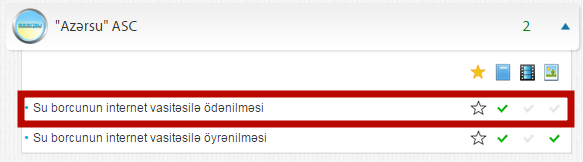 "Azərsu" ASC 2
Su borcunun internet vasitəsilə ödənilməsi
Su borcunun internet vasitəsilə öyrənilməsi